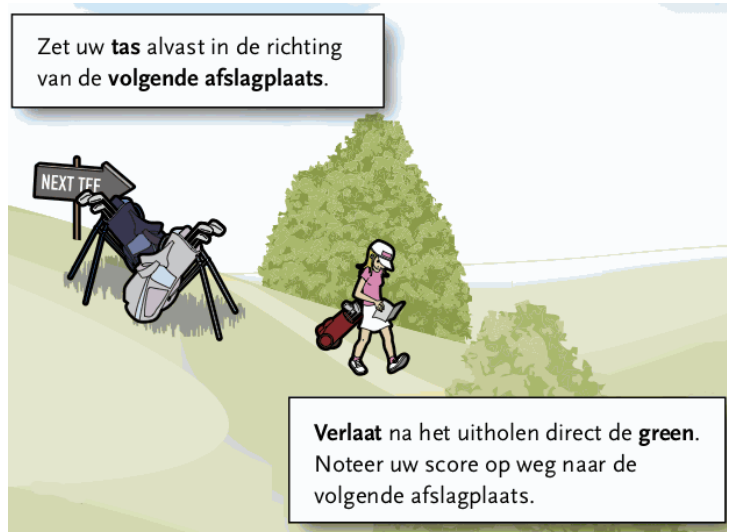 Zet uw tas alvast in de richting
van de volgende afslagplaats.
NEXT TEE
Verlaat na het uitholen direct de green.
Noteer uw score op weg naar de
volgende afslagplaats.